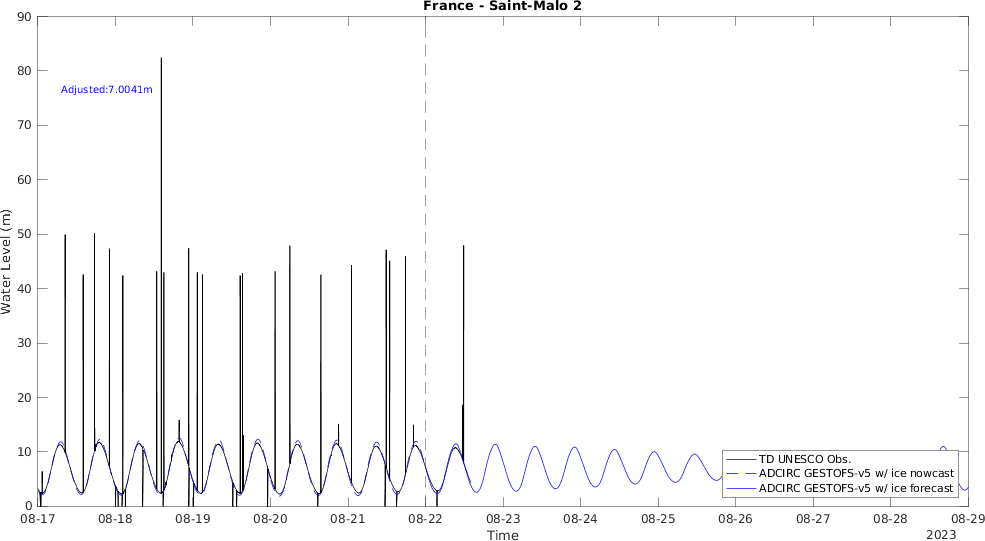 France - Saint-Malo 2
90
80
70
60
50
40
30
20
10
0
Water Level (m)
Adjusted:7.0041m
TD UNESCO Obs.
ADCIRC GESTOFS-v5 w/ ice nowcast
ADCIRC GESTOFS-v5 w/ ice forecast
08-17 08-18 08-19 08-20 08-21 08-22 08-23 08-24 08-25 08-26 08-27 08-28 08-29
Time
2023